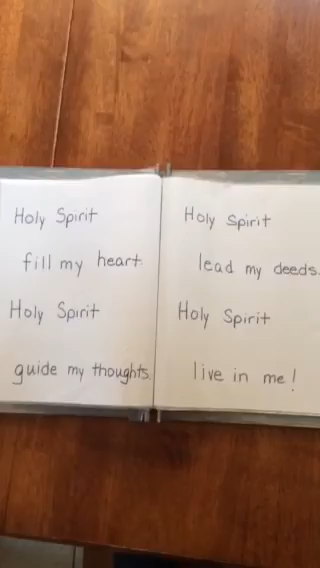 Holy Spirit
fill my heart.
Holy Spirit
guide my thoughts.
Holy Spirit
lead my deeds.
Holy Spirit
live in me!